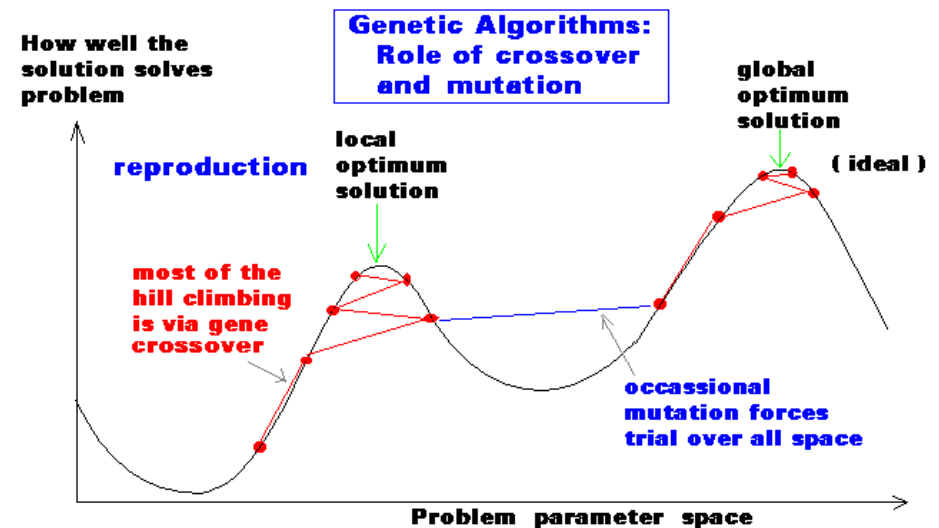 Genetic Algorithms:
Role of crossover
and mutation
How well the
solution solves
problem
global
optimum
solution
local
optimum
solution
reproduction
( ideal )
most of the
hill climbing
is via gene
crossover
occassional
mutation forces
trial over all space
Problem parameter space